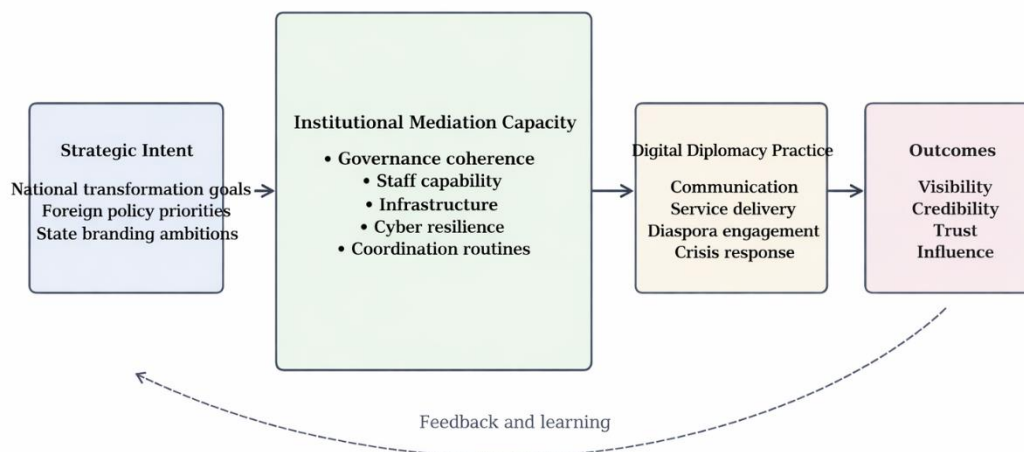 Strategic Intent
National transformation goals
Foreign policy priorities
State branding ambitions
Institutional Mediation Capacity
• Governance coherence
• Staff capability
• Infrastructure
• Cyber resilience
• Coordination routines
Digital Diplomacy Practice
Communication
Service delivery
Diaspora engagement
Crisis response
Outcomes
Visibility
Credibility
Trust
Influence
Feedback and learning